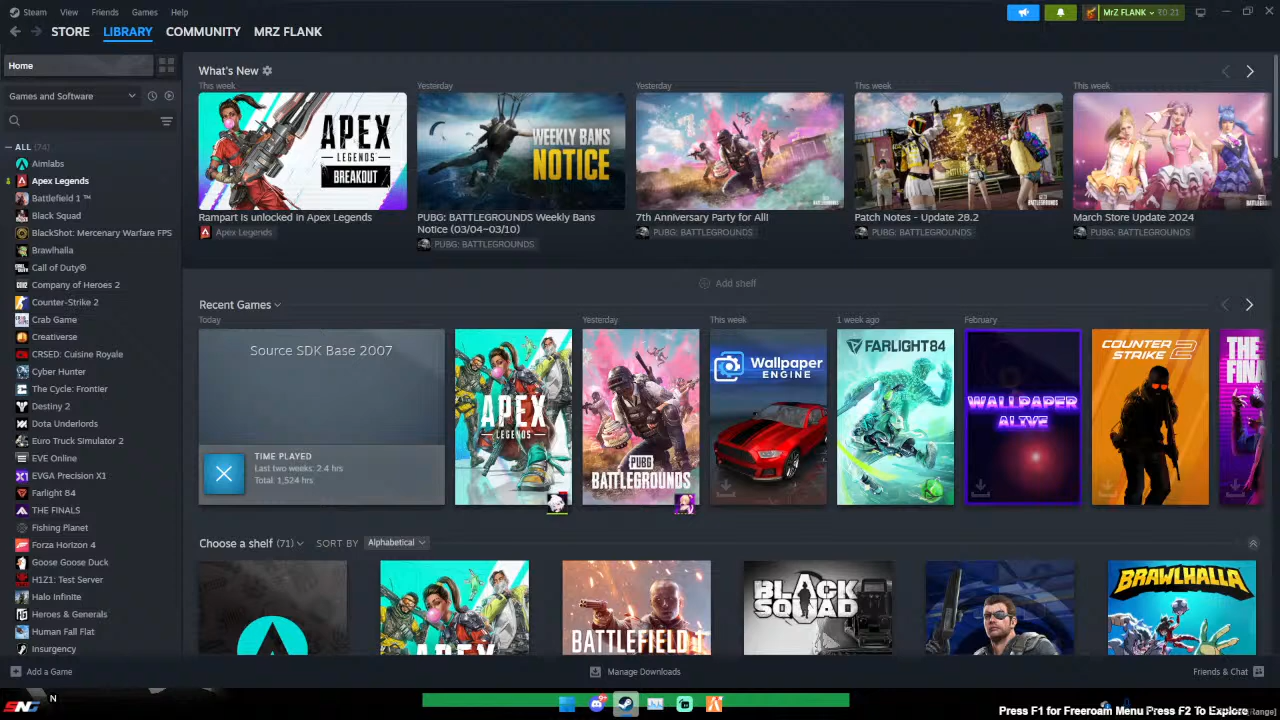 Steam View Friends Games Help MrZ FLANK
STORE LIBRARY COMMUNITY MRZ FLANK
Home
Games and Software
ALL (74)
Aimlabs
Apex Legends
Battlefield 1 ™
Black Squad
BlackShot: Mercenary Warfare FPS
Brawlhalla
Call of Duty®
Company of Heroes 2
Counter-Strike 2
Crab Game
Creativerse
CRSED: Cuisine Royale
Cyber Hunter
The Cycle: Frontier
Destiny 2
Dota Underlords
Euro Truck Simulator 2
EVE Online
EVGA Precision X1
Farlight 84
THE FINALS
Fishing Planet
Forza Horizon 4
Goose Goose Duck
H1Z1: Test Server
Halo Infinite
Heroes & Generals
Human Fall Flat
Insurgency
Add a Game
What's New
This week
APEX
LEGENDS
BREAKOUT
Rampart is unlocked in Apex Legends
Apex Legends
Yesterday
WEEKLY BANS
NOTICE
PUBG: BATTLEGROUNDS Weekly Bans
Notice (03/04~03/10)
PUBG: BATTLEGROUNDS
Yesterday
7th Anniversary Party for All!
PUBG: BATTLEGROUNDS
This week
Patch Notes - Update 28.2
PUBG: BATTLEGROUNDS
This week
March Store Update 2024
PUBG: BATTLEGROUNDS
Add shelf
Recent Games
Today
Source SDK Base 2007
TIME PLAYED
Last two weeks: 2.4 hrs
Total: 1,524 hrs
APEX
LEGENDS
Yesterday
PUBG
BATTLEGROUNDS
This week
Wallpaper
ENGINE
1 week ago
FARLIGHT84
February
WALLPAPER
ALIVE
COUNTER
STRIKE 2
THE
FINA
Choose a shelf (71) SORT BY Alphabetical
APEX
BATTLEFIELD 1
BLACK
SQUAD
BRAWLHALLA
Manage Downloads
Friends & Chat
SNG
N
9+
Press F1 for Freeroam Menu Press F2 To Explore